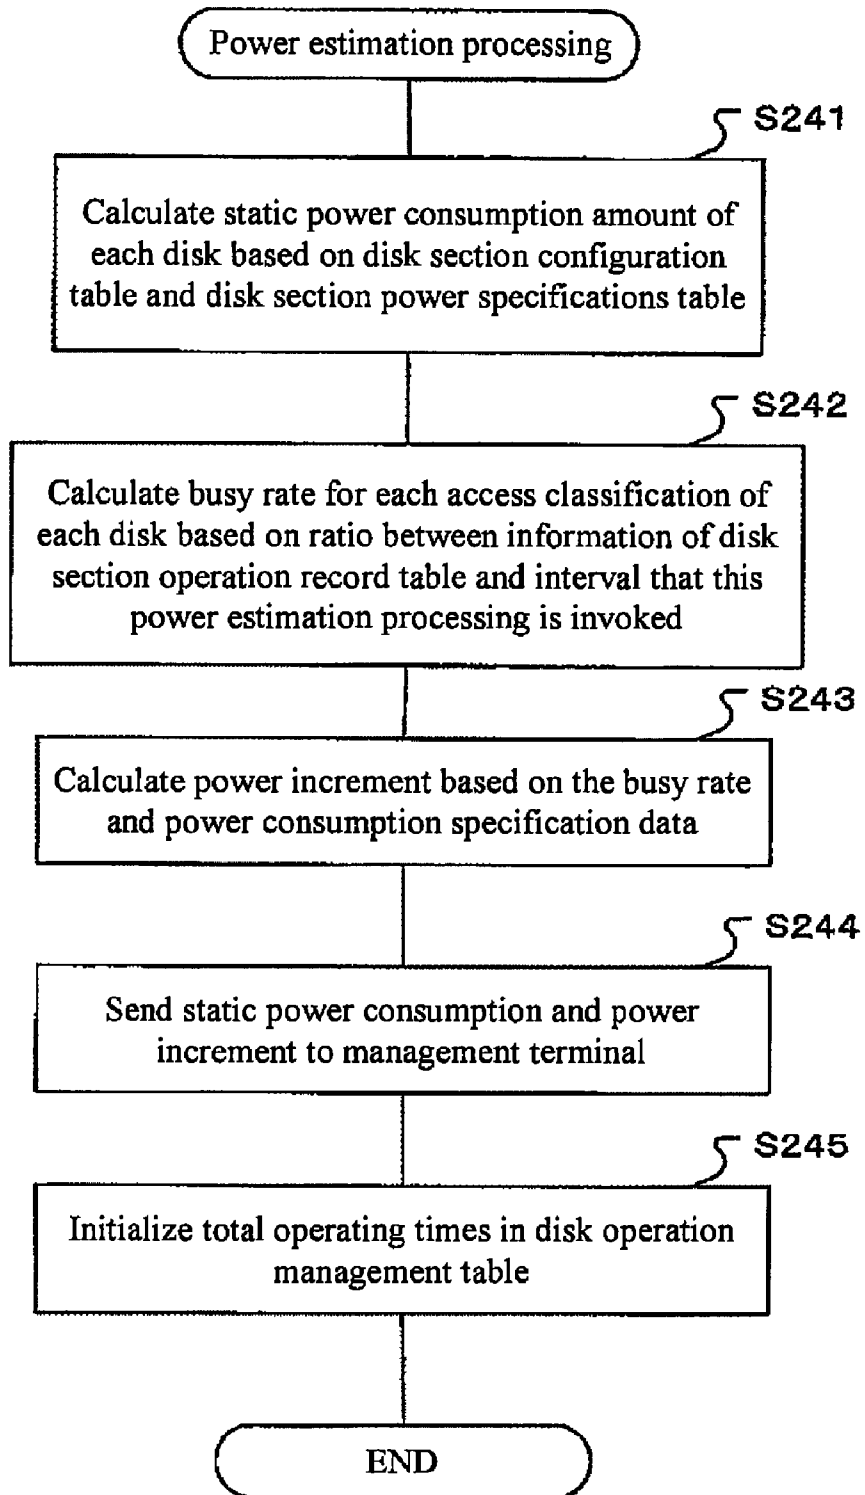 Power estimation processing
S241
Calculate static power consumption amount of
each disk based on disk section configuration
table and disk section power specifications table
S242
Calculate busy rate for each access classification of
each disk based on ratio between information of disk
section operation record table and interval that this
power estimation processing is invoked
S243
Calculate power increment based on the busy rate
and power consumption specification data
S244
Send static power consumption and power
increment to management terminal
S245
Initialize total operating times in disk operation
management table
END